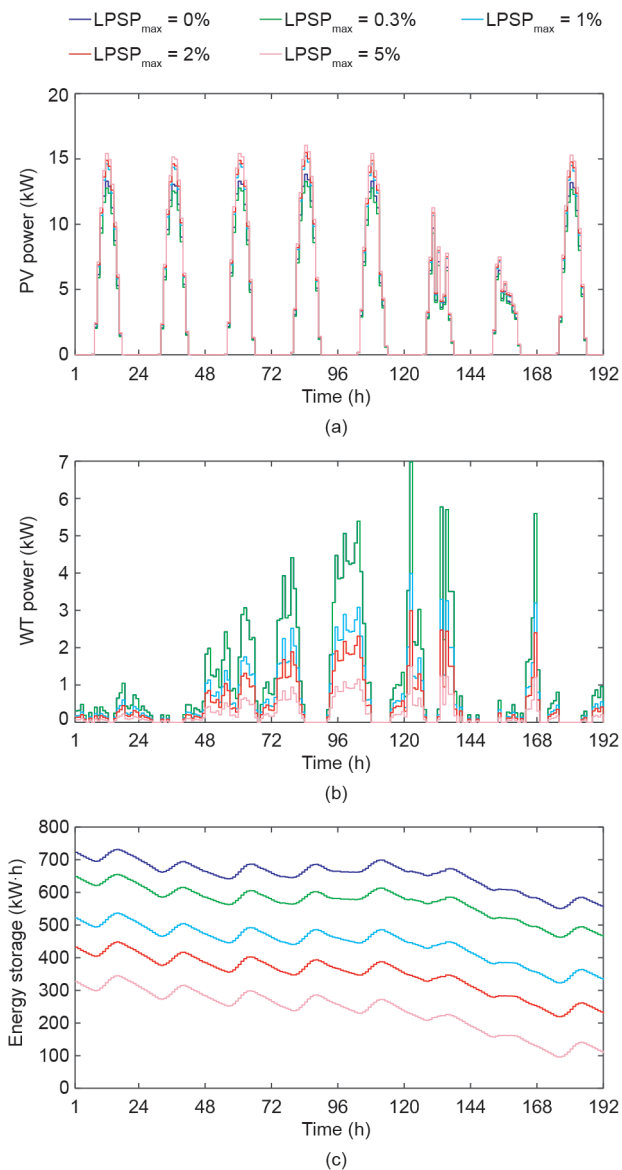 LPSPmax = 0% LPSPmax = 0.3% LPSPmax = 1%
LPSPmax = 2% LPSPmax = 5%
20
15
10
5
0
PV power (kW)
1 24 48 72 96 120 144 168 192
Time (h)
(a)
7
6
5
4
3
2
1
0
WT power (kW)
1 24 48 72 96 120 144 168 192
Time (h)
(b)
800
700
600
500
400
300
200
100
0
Energy storage (kW·h)
1 24 48 72 96 120 144 168 192
Time (h)
(c)